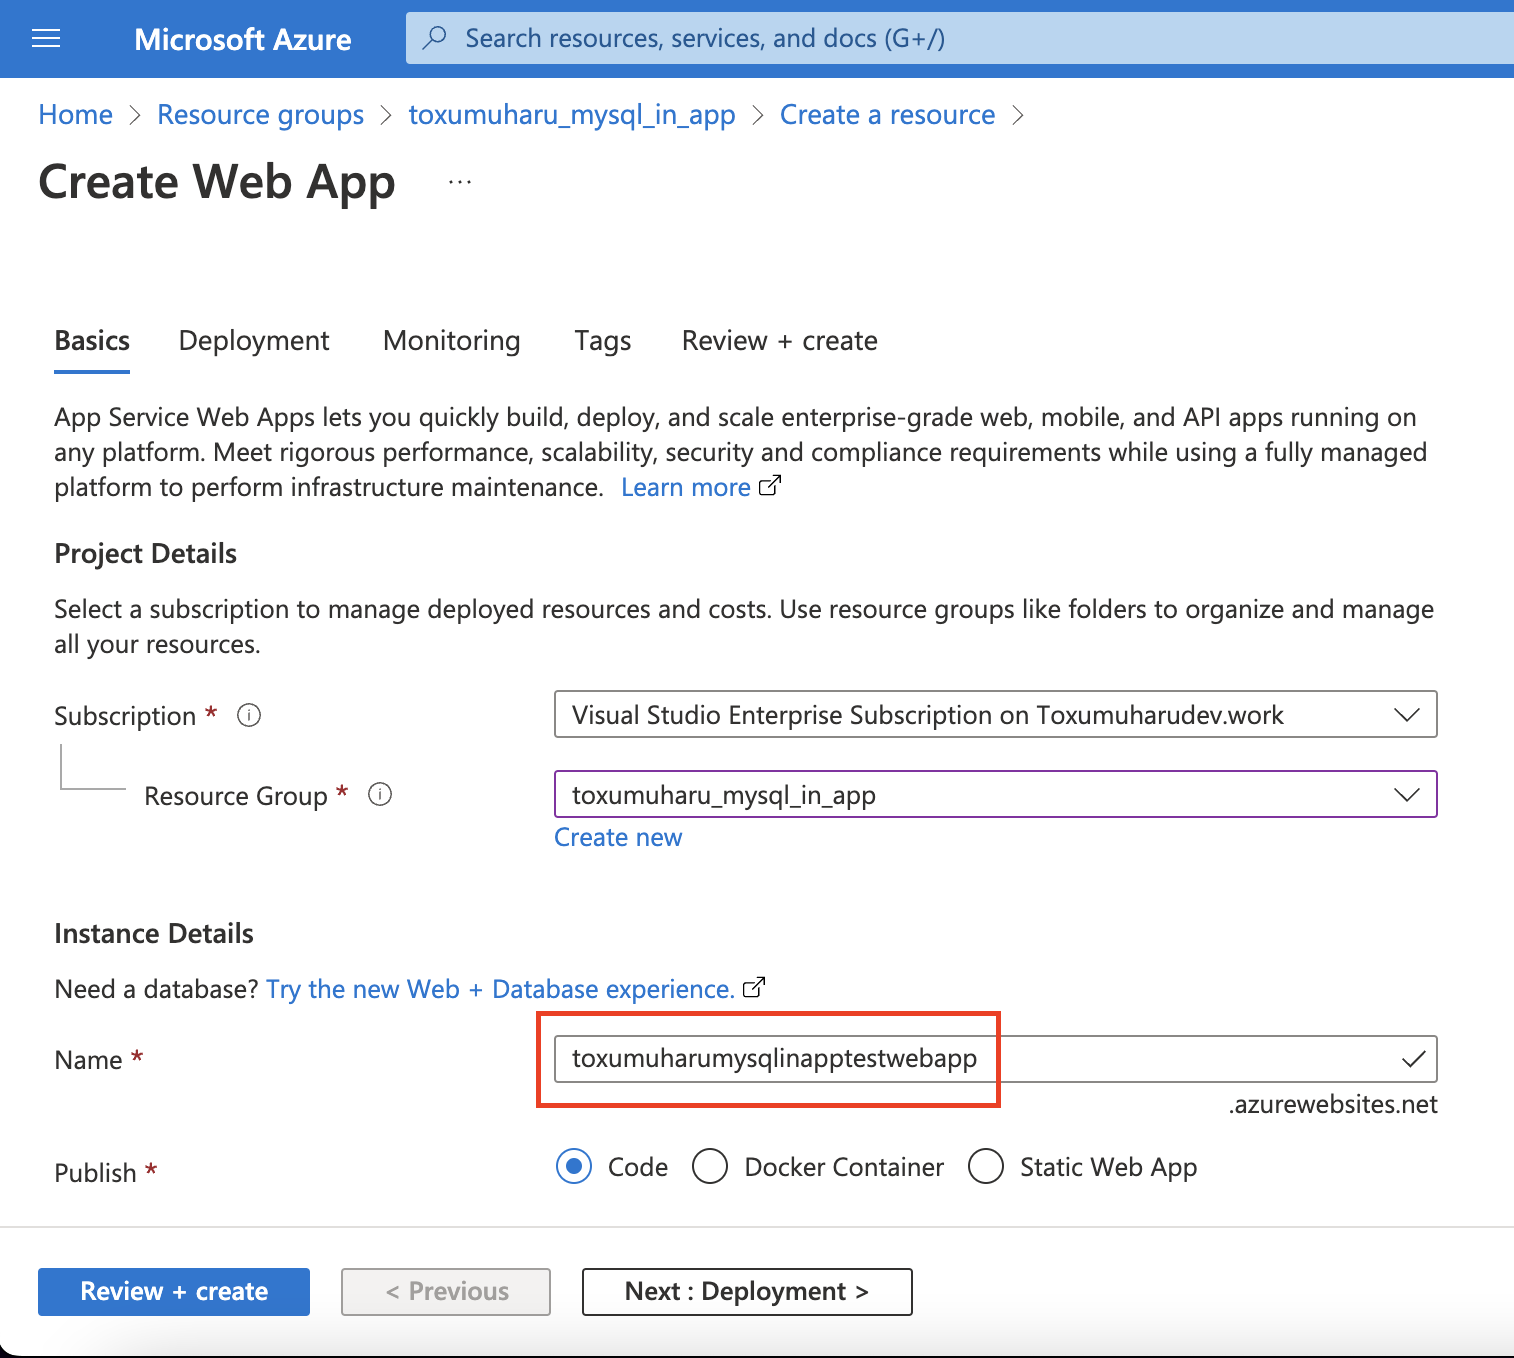 Microsoft Azure
Search resources, services, and docs (G+/)
Home > Resource groups > toxumuharu_mysql_in_app > Create a resource >
Create Web App ...
Basics Deployment Monitoring Tags Review + create
App Service Web Apps lets you quickly build, deploy, and scale enterprise-grade web, mobile, and API apps running on
any platform. Meet rigorous performance, scalability, security and compliance requirements while using a fully managed
platform to perform infrastructure maintenance. Learn more
Project Details
Select a subscription to manage deployed resources and costs. Use resource groups like folders to organize and manage
all your resources.
Subscription * Visual Studio Enterprise Subscription on Toxumuharudev.work
Resource Group * toxumuharu_mysql_in_app
Create new
Instance Details
Need a database? Try the new Web + Database experience.
Name * toxumuharumysqlinapptestwebapp
.azurewebsites.net
Publish * Code Docker Container Static Web App
Review + create < Previous Next : Deployment >